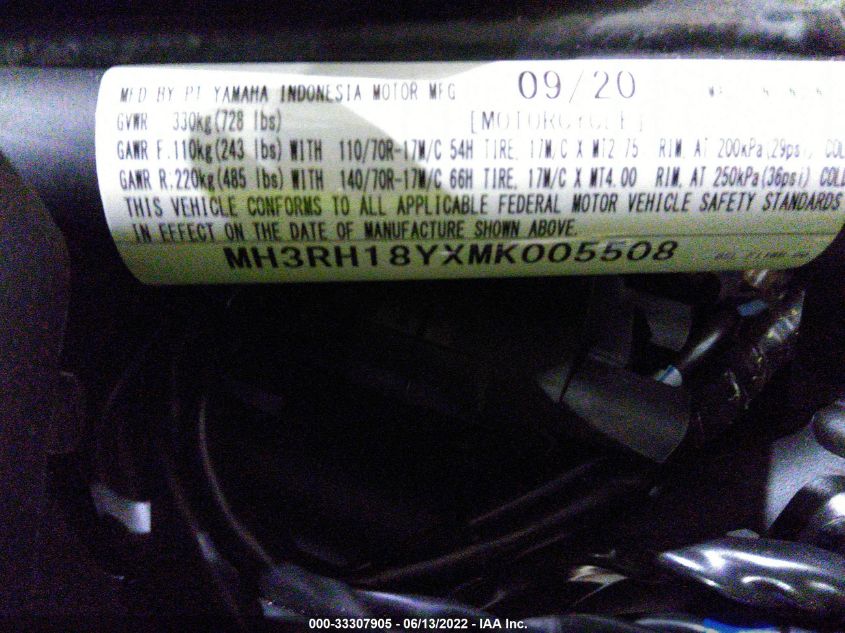 MFD BY PT YAMAHA INDONESIA MOTOR MFG 09/20
GVWR 330kg(728 lbs) [MOTORCYCLE]
GAWR F.110kg(243 lbs) WITH 110/70R-17M/C 54H TIRE, 17M/C X MT2.75 RIM, AT 200kPa(29psi) COL
GAWR R:220kg(485 lbs) WITH 140/70R-17M/C 66H TIRE, 17M/C X MT4.00 RIM, AT 250kPa(36psi) COLD
THIS VEHICLE CONFORMS TO ALL APPLICABLE FEDERAL MOTOR VEHICLE SAFETY STANDARDS
IN EFFECT ON THE DATE OF MANUFACTURE SHOWN ABOVE.
MH3RH18YXMK005508
000-33307905 - 06/13/2022 - IAA Inc.